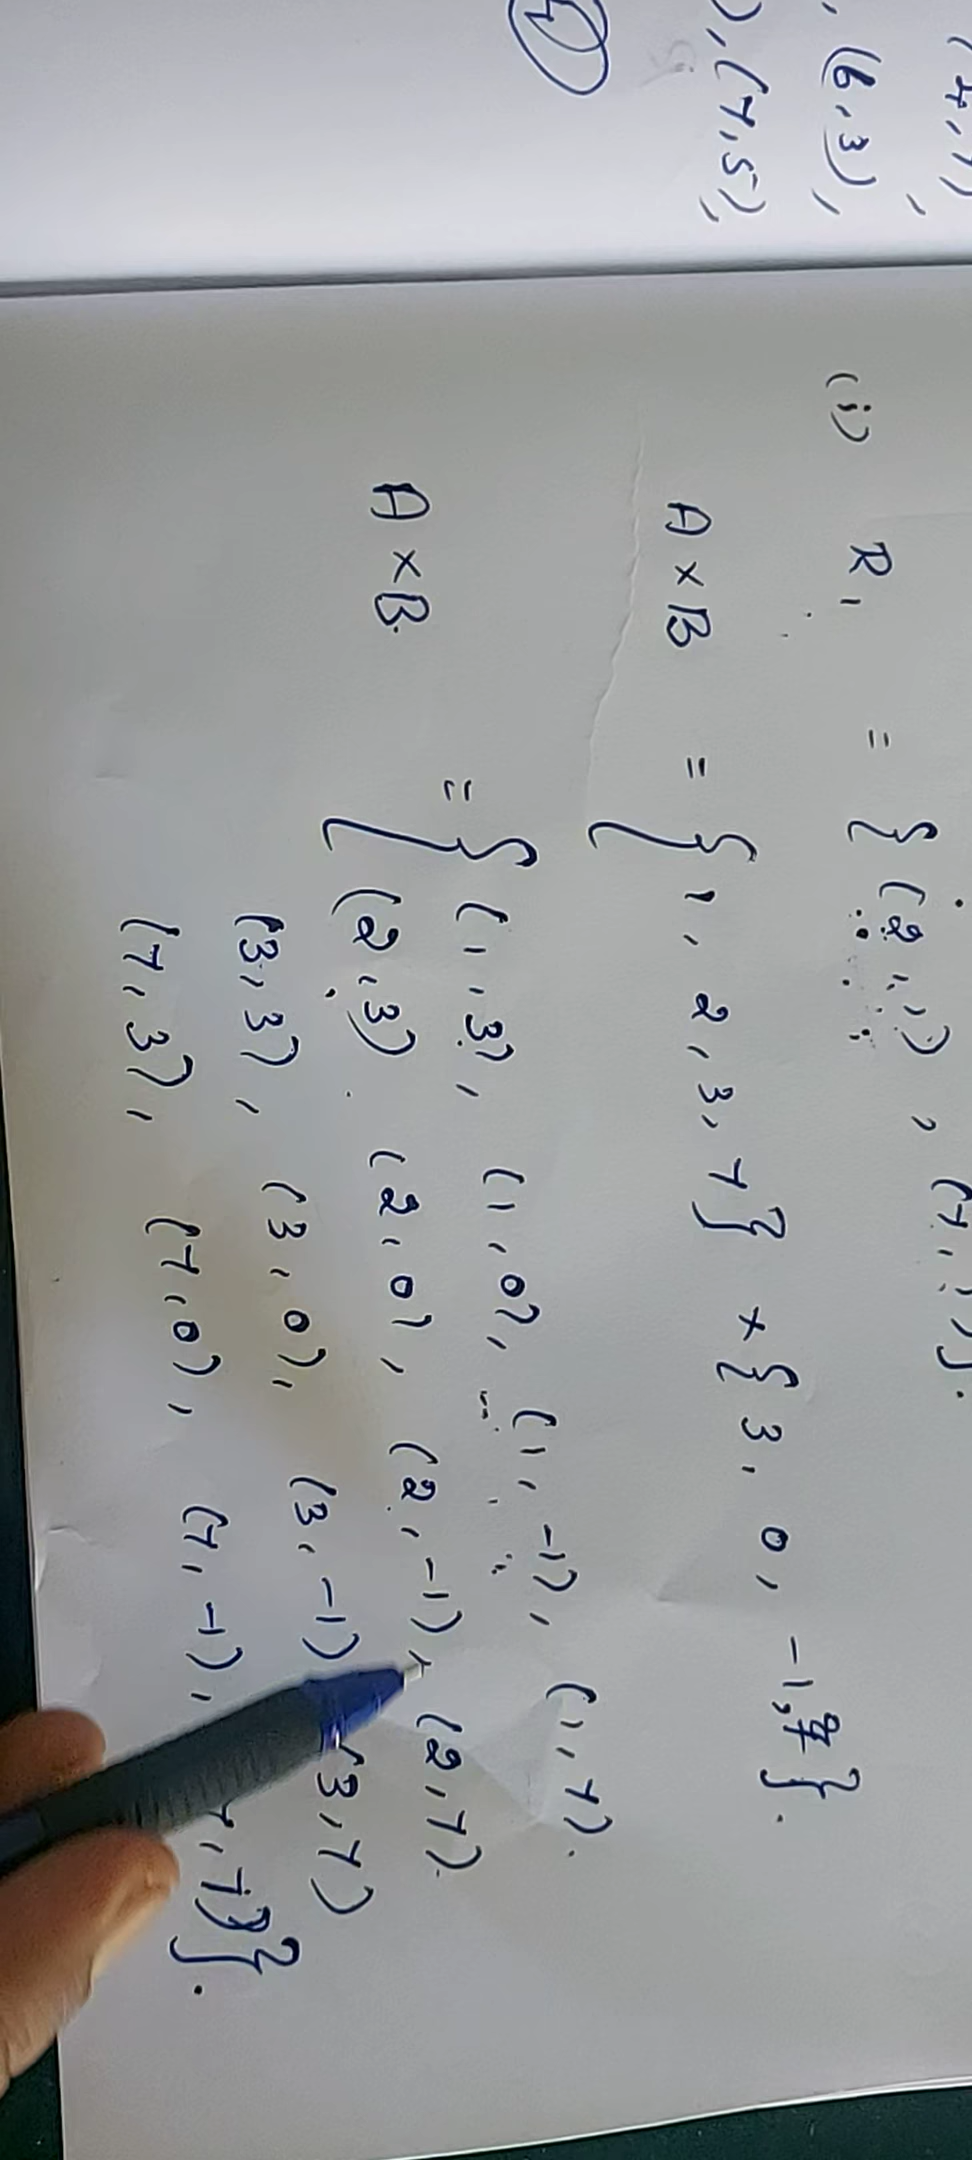 (6,3),
(7,5),
(i) R₁ = {(2,1), (7,1)}.
A × B = {1, 2, 3, 7} × {3, 0, -1, 7}.
A × B = {(1,3), (1,0), (1,-1), (1,7).
(2,3) (2,0), (2,-1), (2,7).
(3,3), (3,0), (3,-1) (3,7)
(7,3), (7,0), (7,-1), 7,7)}.